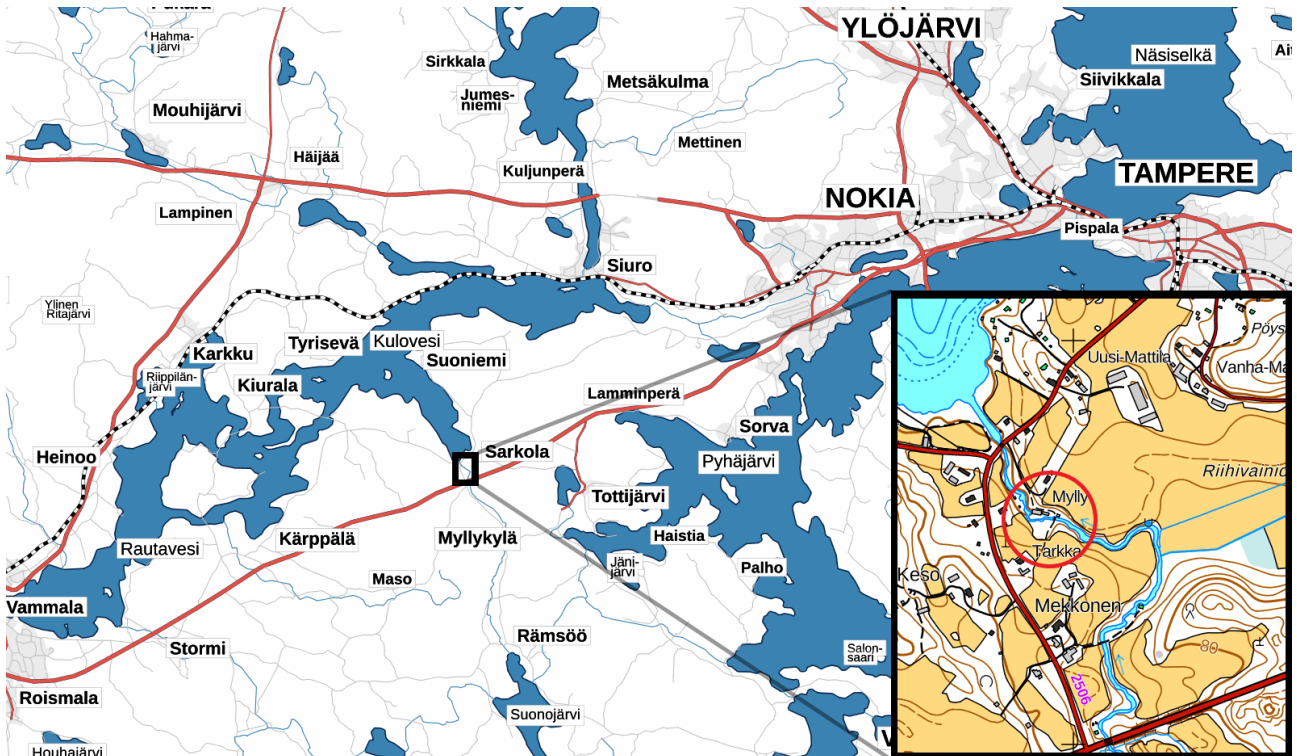 YLÖJÄRVI
Hahma-
järvi
Näsiselkä
Sirkkala
Metsäkulma
Siivikkala
Jumes-
niemi
Mouhijärvi
Mettinen
Häijää
Kuljunperä
TAMPERE
NOKIA
Lampinen
Pispala
Siuro
Ylinen
Ritajärvi
Tyrisevä
Kulovesi
Karkku
Suoniemi
Riippilän-
järvi
Kiurala
Lamminperä
Sorva
Heinoo
Sarkola
Pyhäjärvi
Tottijärvi
Kärppälä
Myllykylä
Haistia
Rautavesi
Jäni-
järvi
Palho
Maso
Vammala
Rämsöö
Stormi
Salon-
saari
Roismala
Suonojärvi
Houhajärvi
Uusi-Mattila
Vanha-Ma
Pöys
Riihivainio
Mylly
Tarkka
Keso
Mekkonen
80
2506